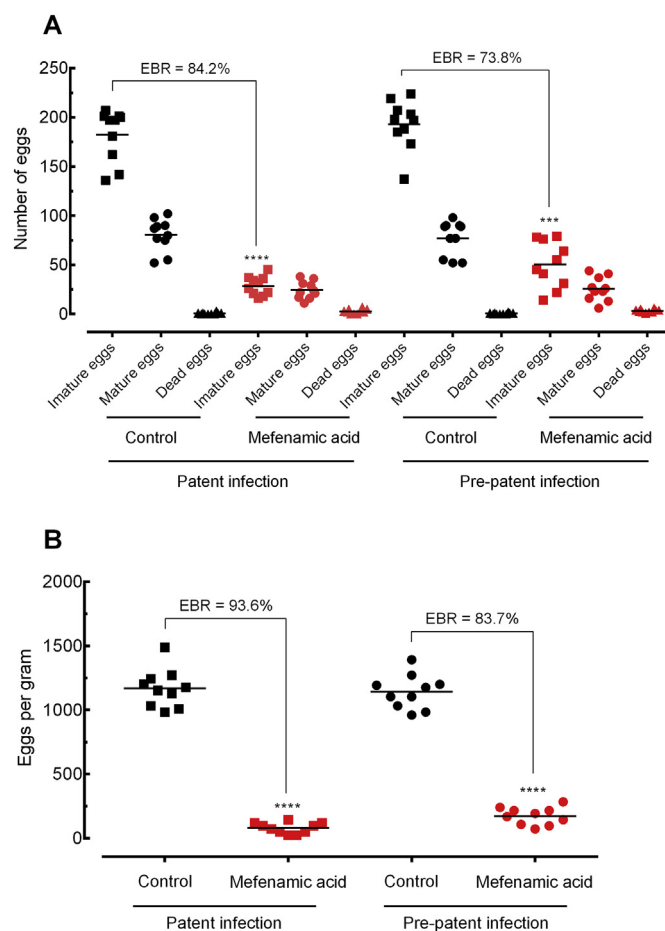 A
EBR = 84.2%
EBR = 73.8%
Number of eggs
250
200
150
100
50
0
****
***
Imature eggs
Mature eggs
Dead eggs
Imature eggs
Mature eggs
Dead eggs
Imature eggs
Mature eggs
Dead eggs
Imature eggs
Mature eggs
Dead eggs
Control
Mefenamic acid
Control
Mefenamic acid
Patent infection
Pre-patent infection
B
EBR = 93.6%
EBR = 83.7%
Eggs per gram
2000
1500
1000
500
0
****
****
Control
Mefenamic acid
Control
Mefenamic acid
Patent infection
Pre-patent infection